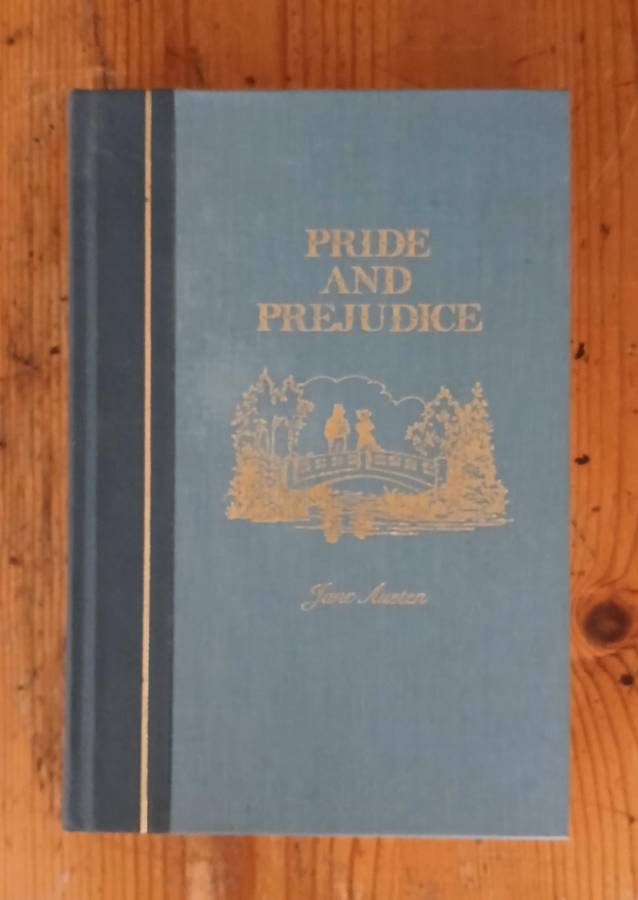 PRIDE
AND
PREJUDICE
Jane Austen